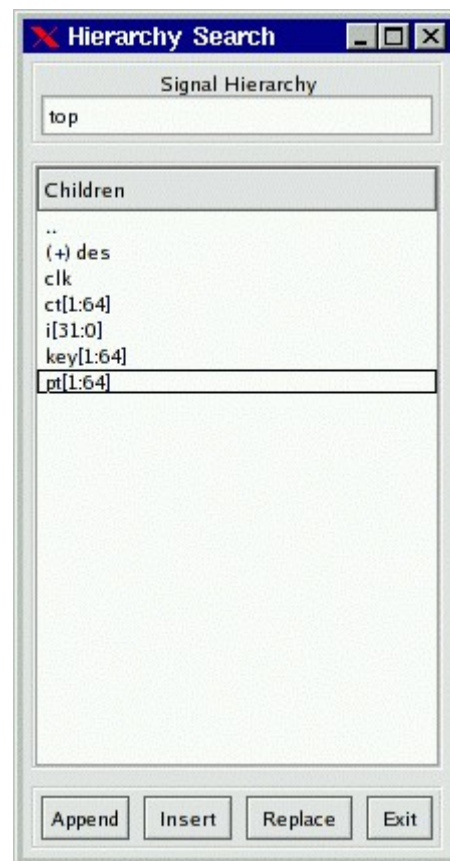 Hierarchy Search
Signal Hierarchy
top
Children
..
(+) des
clk
ct[1:64]
i[31:0]
key[1:64]
pt[1:64]
Append Insert Replace Exit